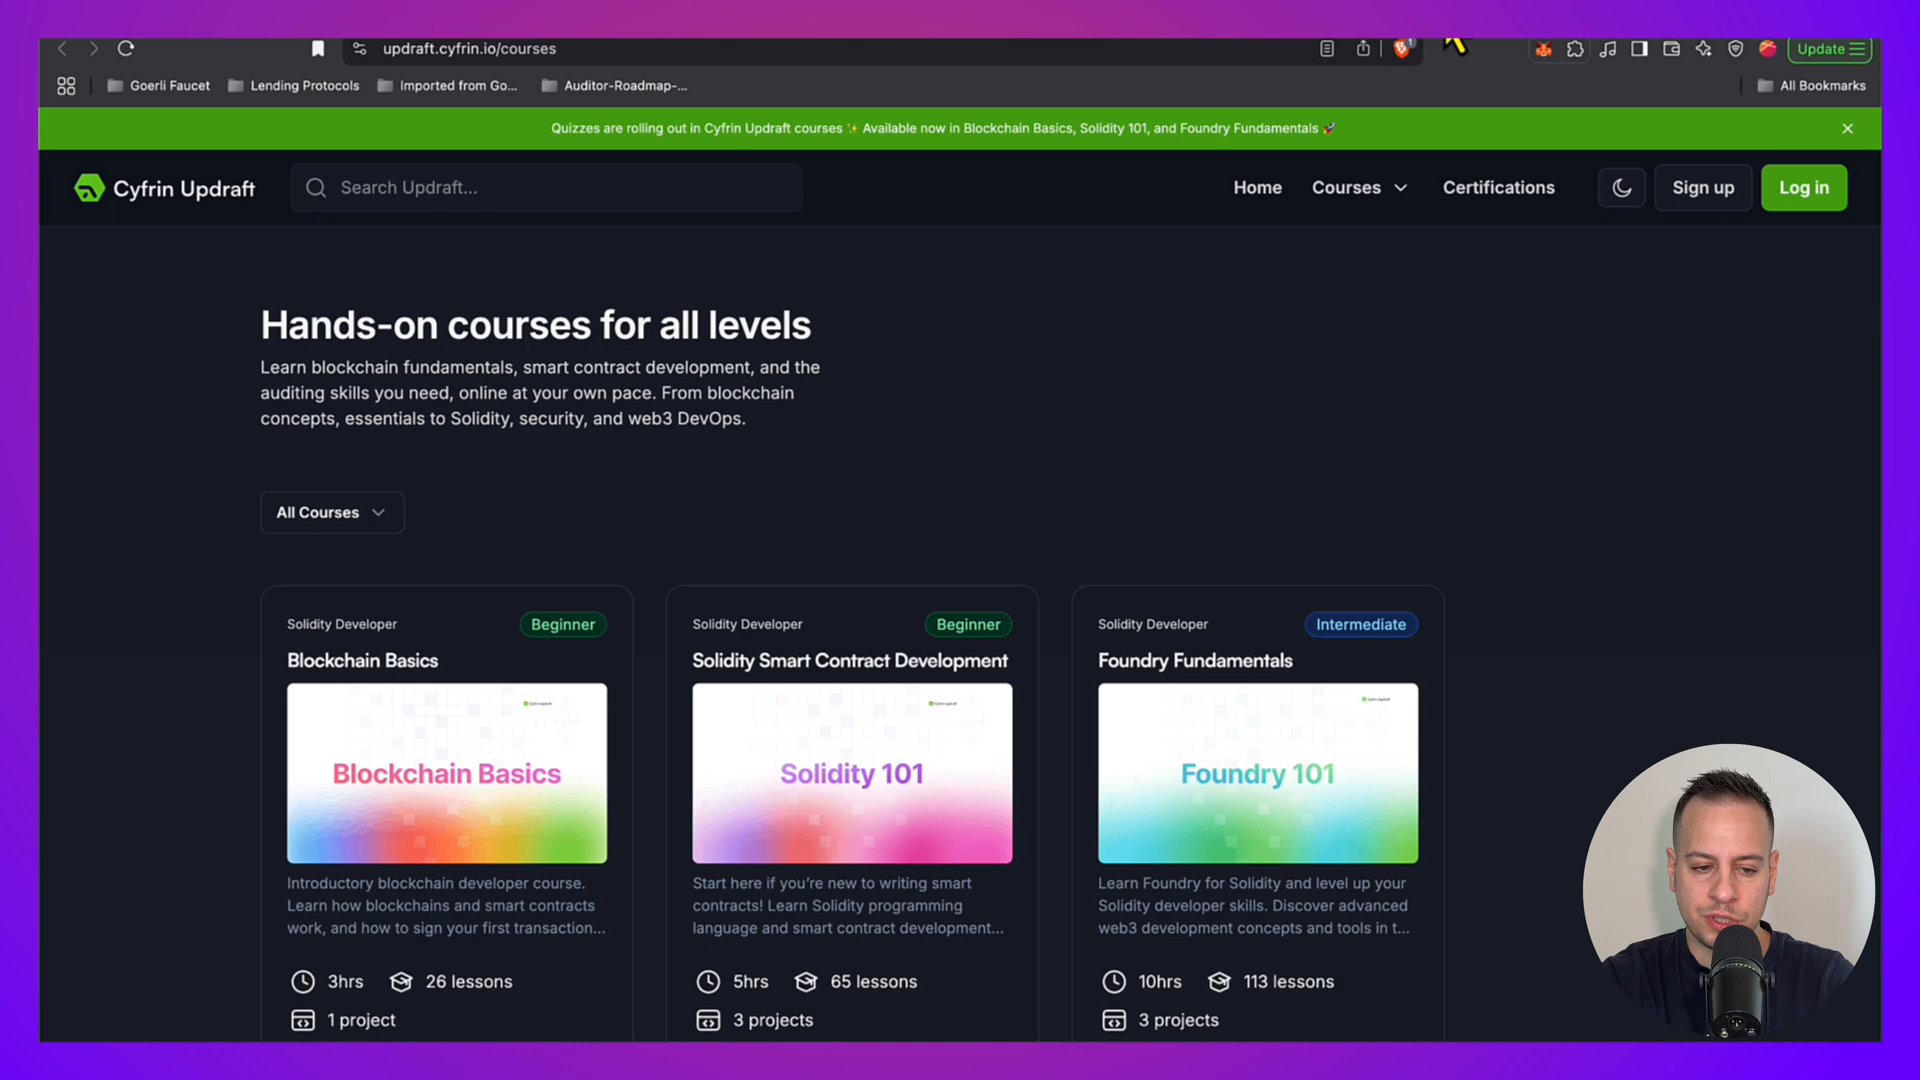 updraft.cyfrin.io/courses
1
Update
Goerli Faucet
Lending Protocols
Imported from Go...
Auditor-Roadmap-...
All Bookmarks
Quizzes are rolling out in Cyfrin Updraft courses ✨ Available now in Blockchain Basics, Solidity 101, and Foundry Fundamentals 🚀
Cyfrin Updraft
Search Updraft...
Home
Courses
Certifications
Sign up
Log in
Hands-on courses for all levels
Learn blockchain fundamentals, smart contract development, and the
auditing skills you need, online at your own pace. From blockchain
concepts, essentials to Solidity, security, and web3 DevOps.
All Courses
Solidity Developer
Beginner
Blockchain Basics
Cyfrin Updraft
Blockchain Basics
Introductory blockchain developer course.
Learn how blockchains and smart contracts
work, and how to sign your first transaction...
3hrs
26 lessons
1 project
Solidity Developer
Beginner
Solidity Smart Contract Development
Cyfrin Updraft
Solidity 101
Start here if you’re new to writing smart
contracts! Learn Solidity programming
language and smart contract development...
5hrs
65 lessons
3 projects
Solidity Developer
Intermediate
Foundry Fundamentals
Cyfrin Updraft
Foundry 101
Learn Foundry for Solidity and level up your
Solidity developer skills. Discover advanced
web3 development concepts and tools in t...
10hrs
113 lessons
3 projects